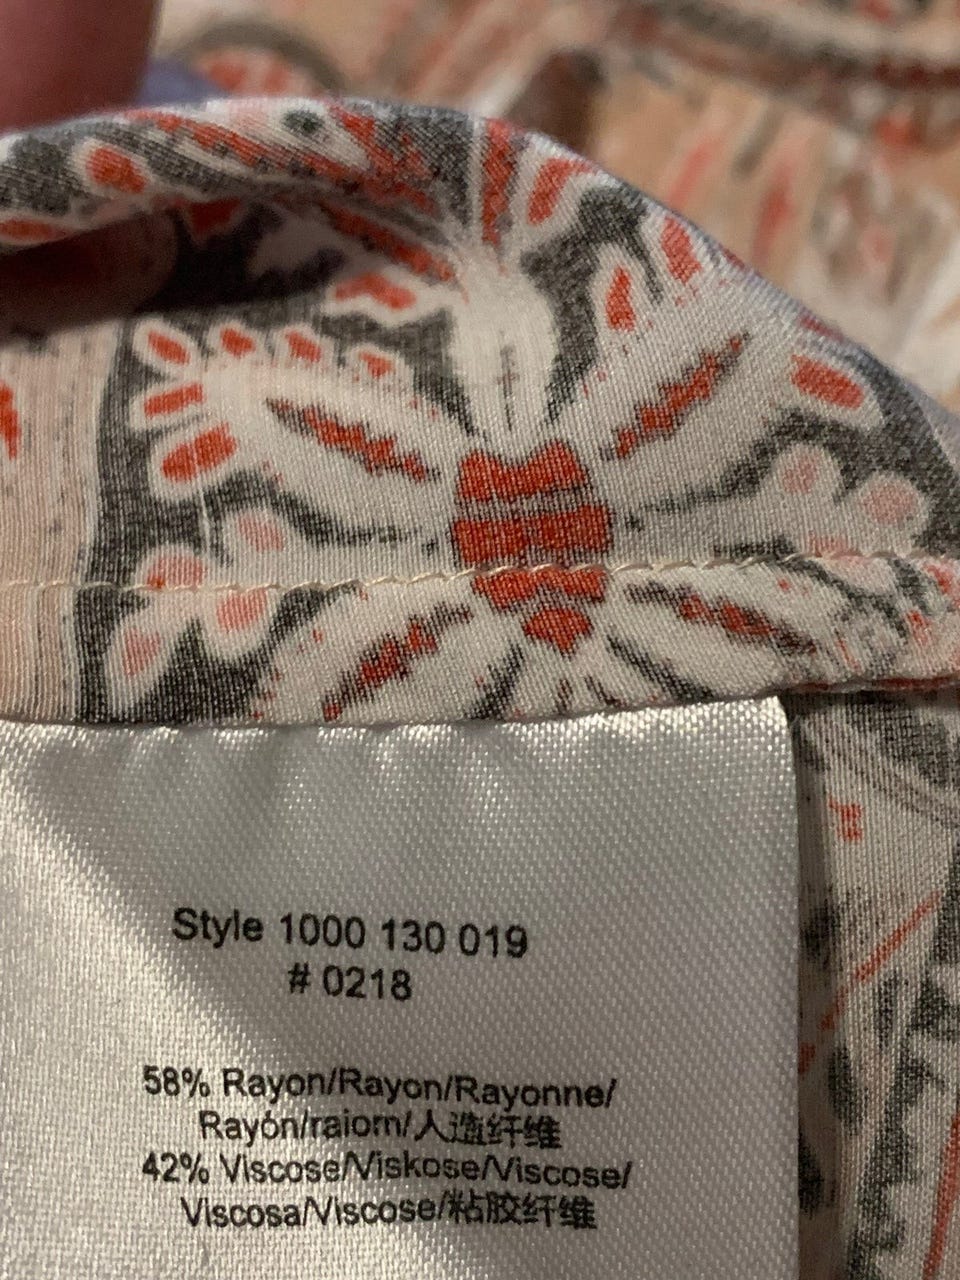 Style 1000 130 019
# 0218
58% Rayon/Rayon/Rayonne/
Rayón/raiorn/人造纤维
42% Viscose/Viskose/Viscose/
Viscosa/Viscose/粘胶纤维